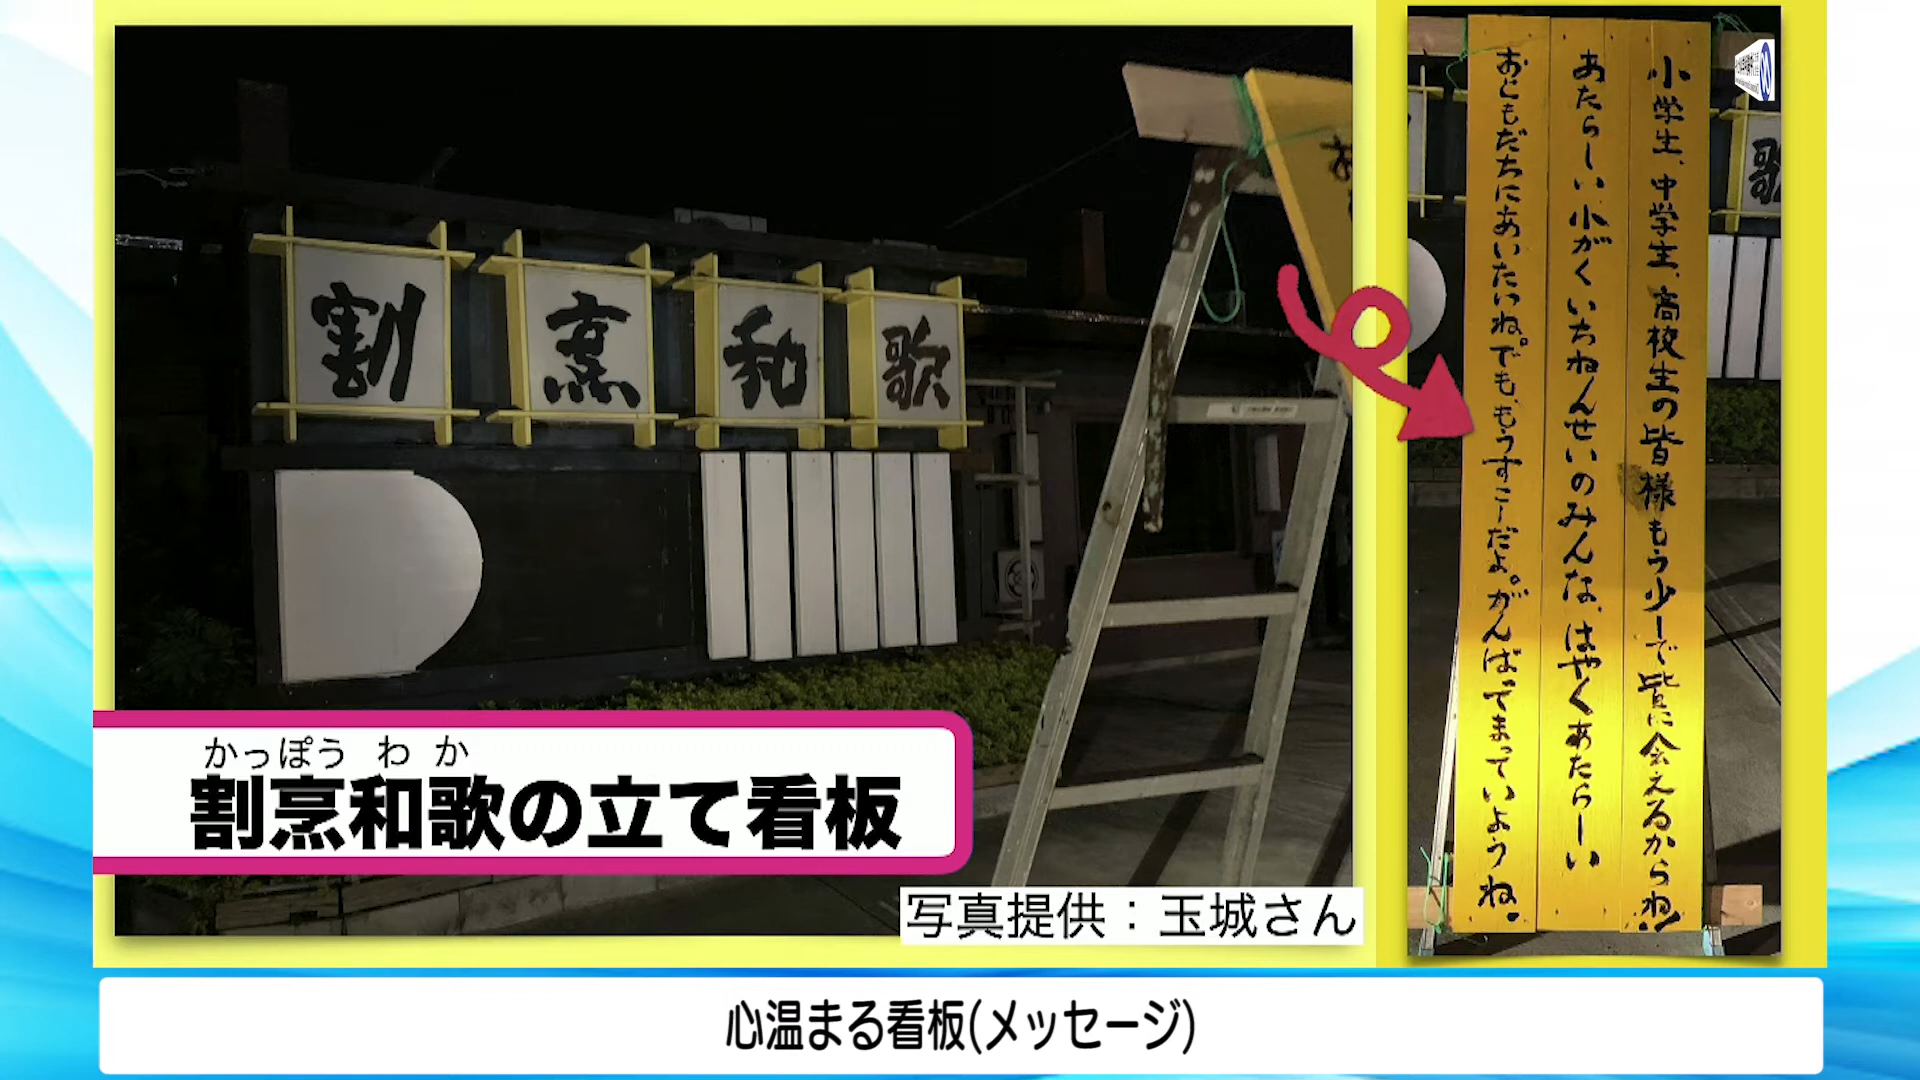 割烹和歌
小学生、中学生、高校生の皆様もう少しで皆に会えるからね!
あたらしい小がくいちねんせいのみんな、はやくあたらーしい
おともだちにあいたいね。でも、もうすこーしだよ。がんばでまっていようね。
歌
かっぽう わ か
割烹和歌の立て看板
写真提供：玉城さん
心温まる看板(メッセージ)